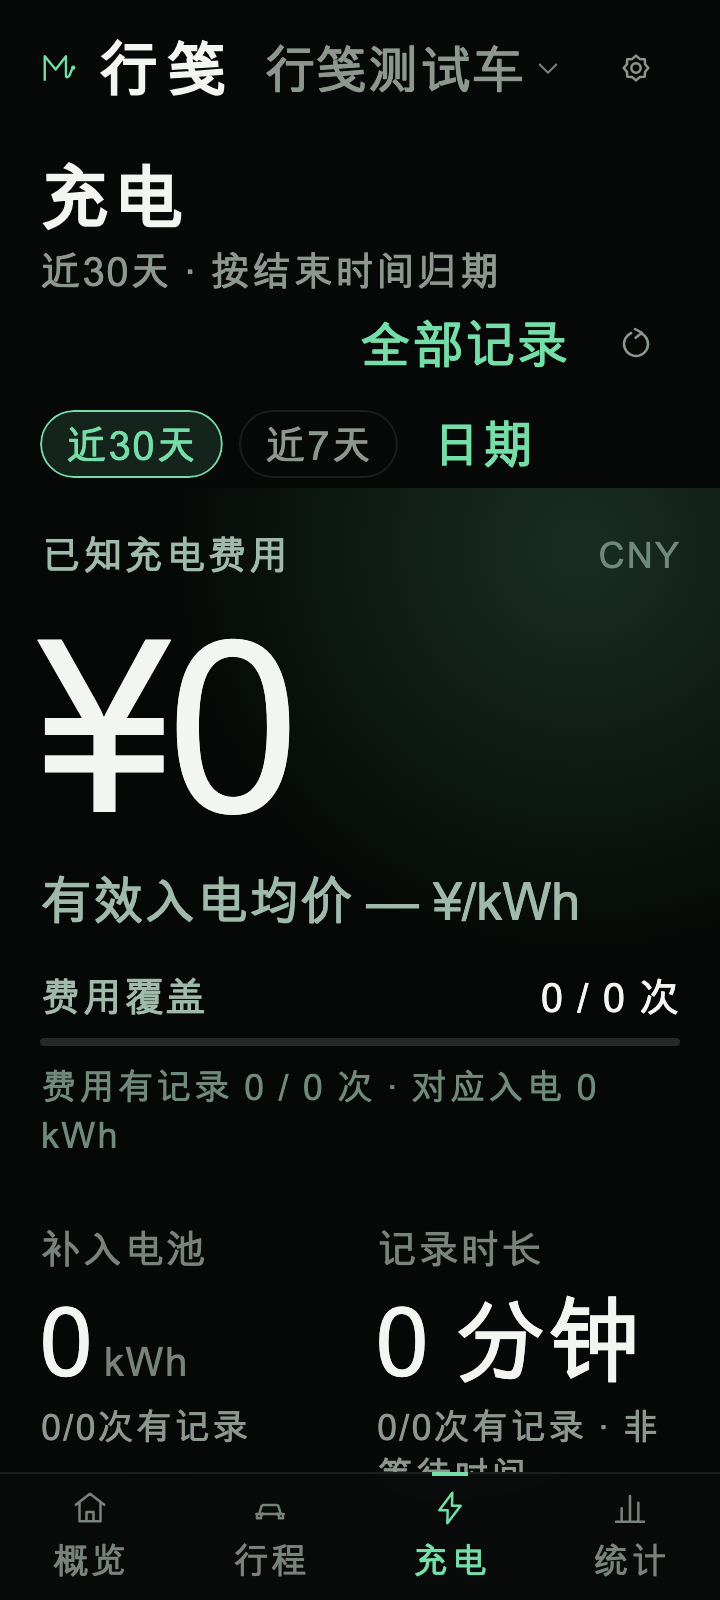 行笺 行笺测试车
充电
近30天 · 按结束时间归期
全部记录
近30天 近7天 日期
已知充电费用 CNY
¥0
有效入电均价 — ¥/kWh
费用覆盖 0 / 0 次
费用有记录 0 / 0 次 · 对应入电 0
kWh
补入电池 记录时长
0 kWh 0 分钟
0/0次有记录 0/0次有记录 · 非
等待时间
概览 行程 充电 统计